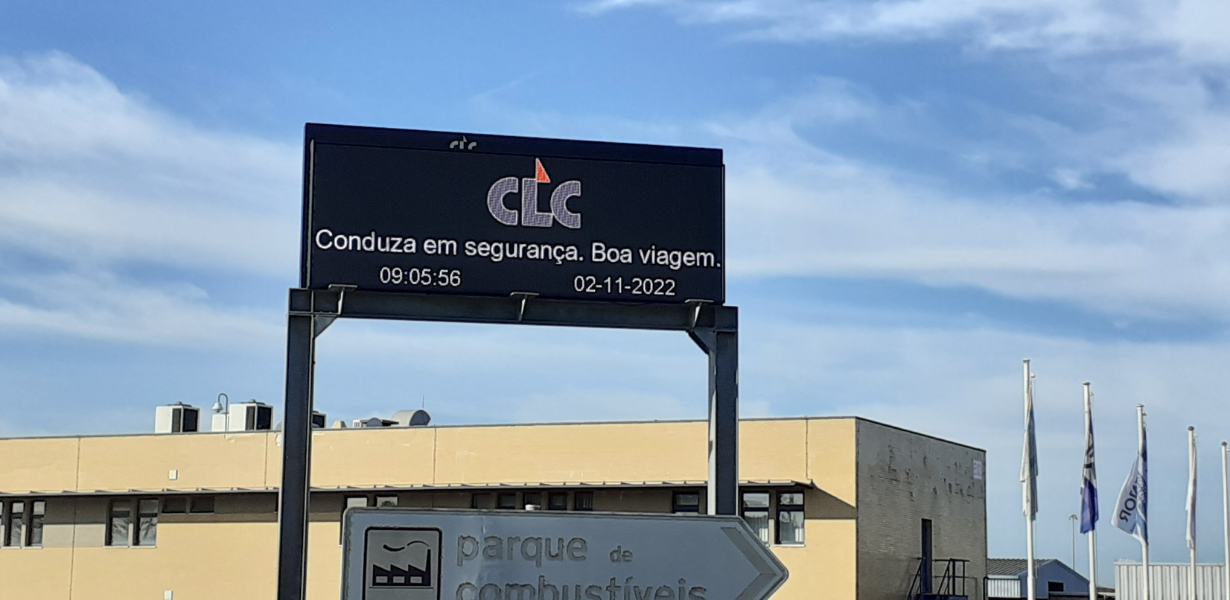 CLC
CLC
Conduza em segurança. Boa viagem.
09:05:56 02-11-2022
parque de
combustíveis